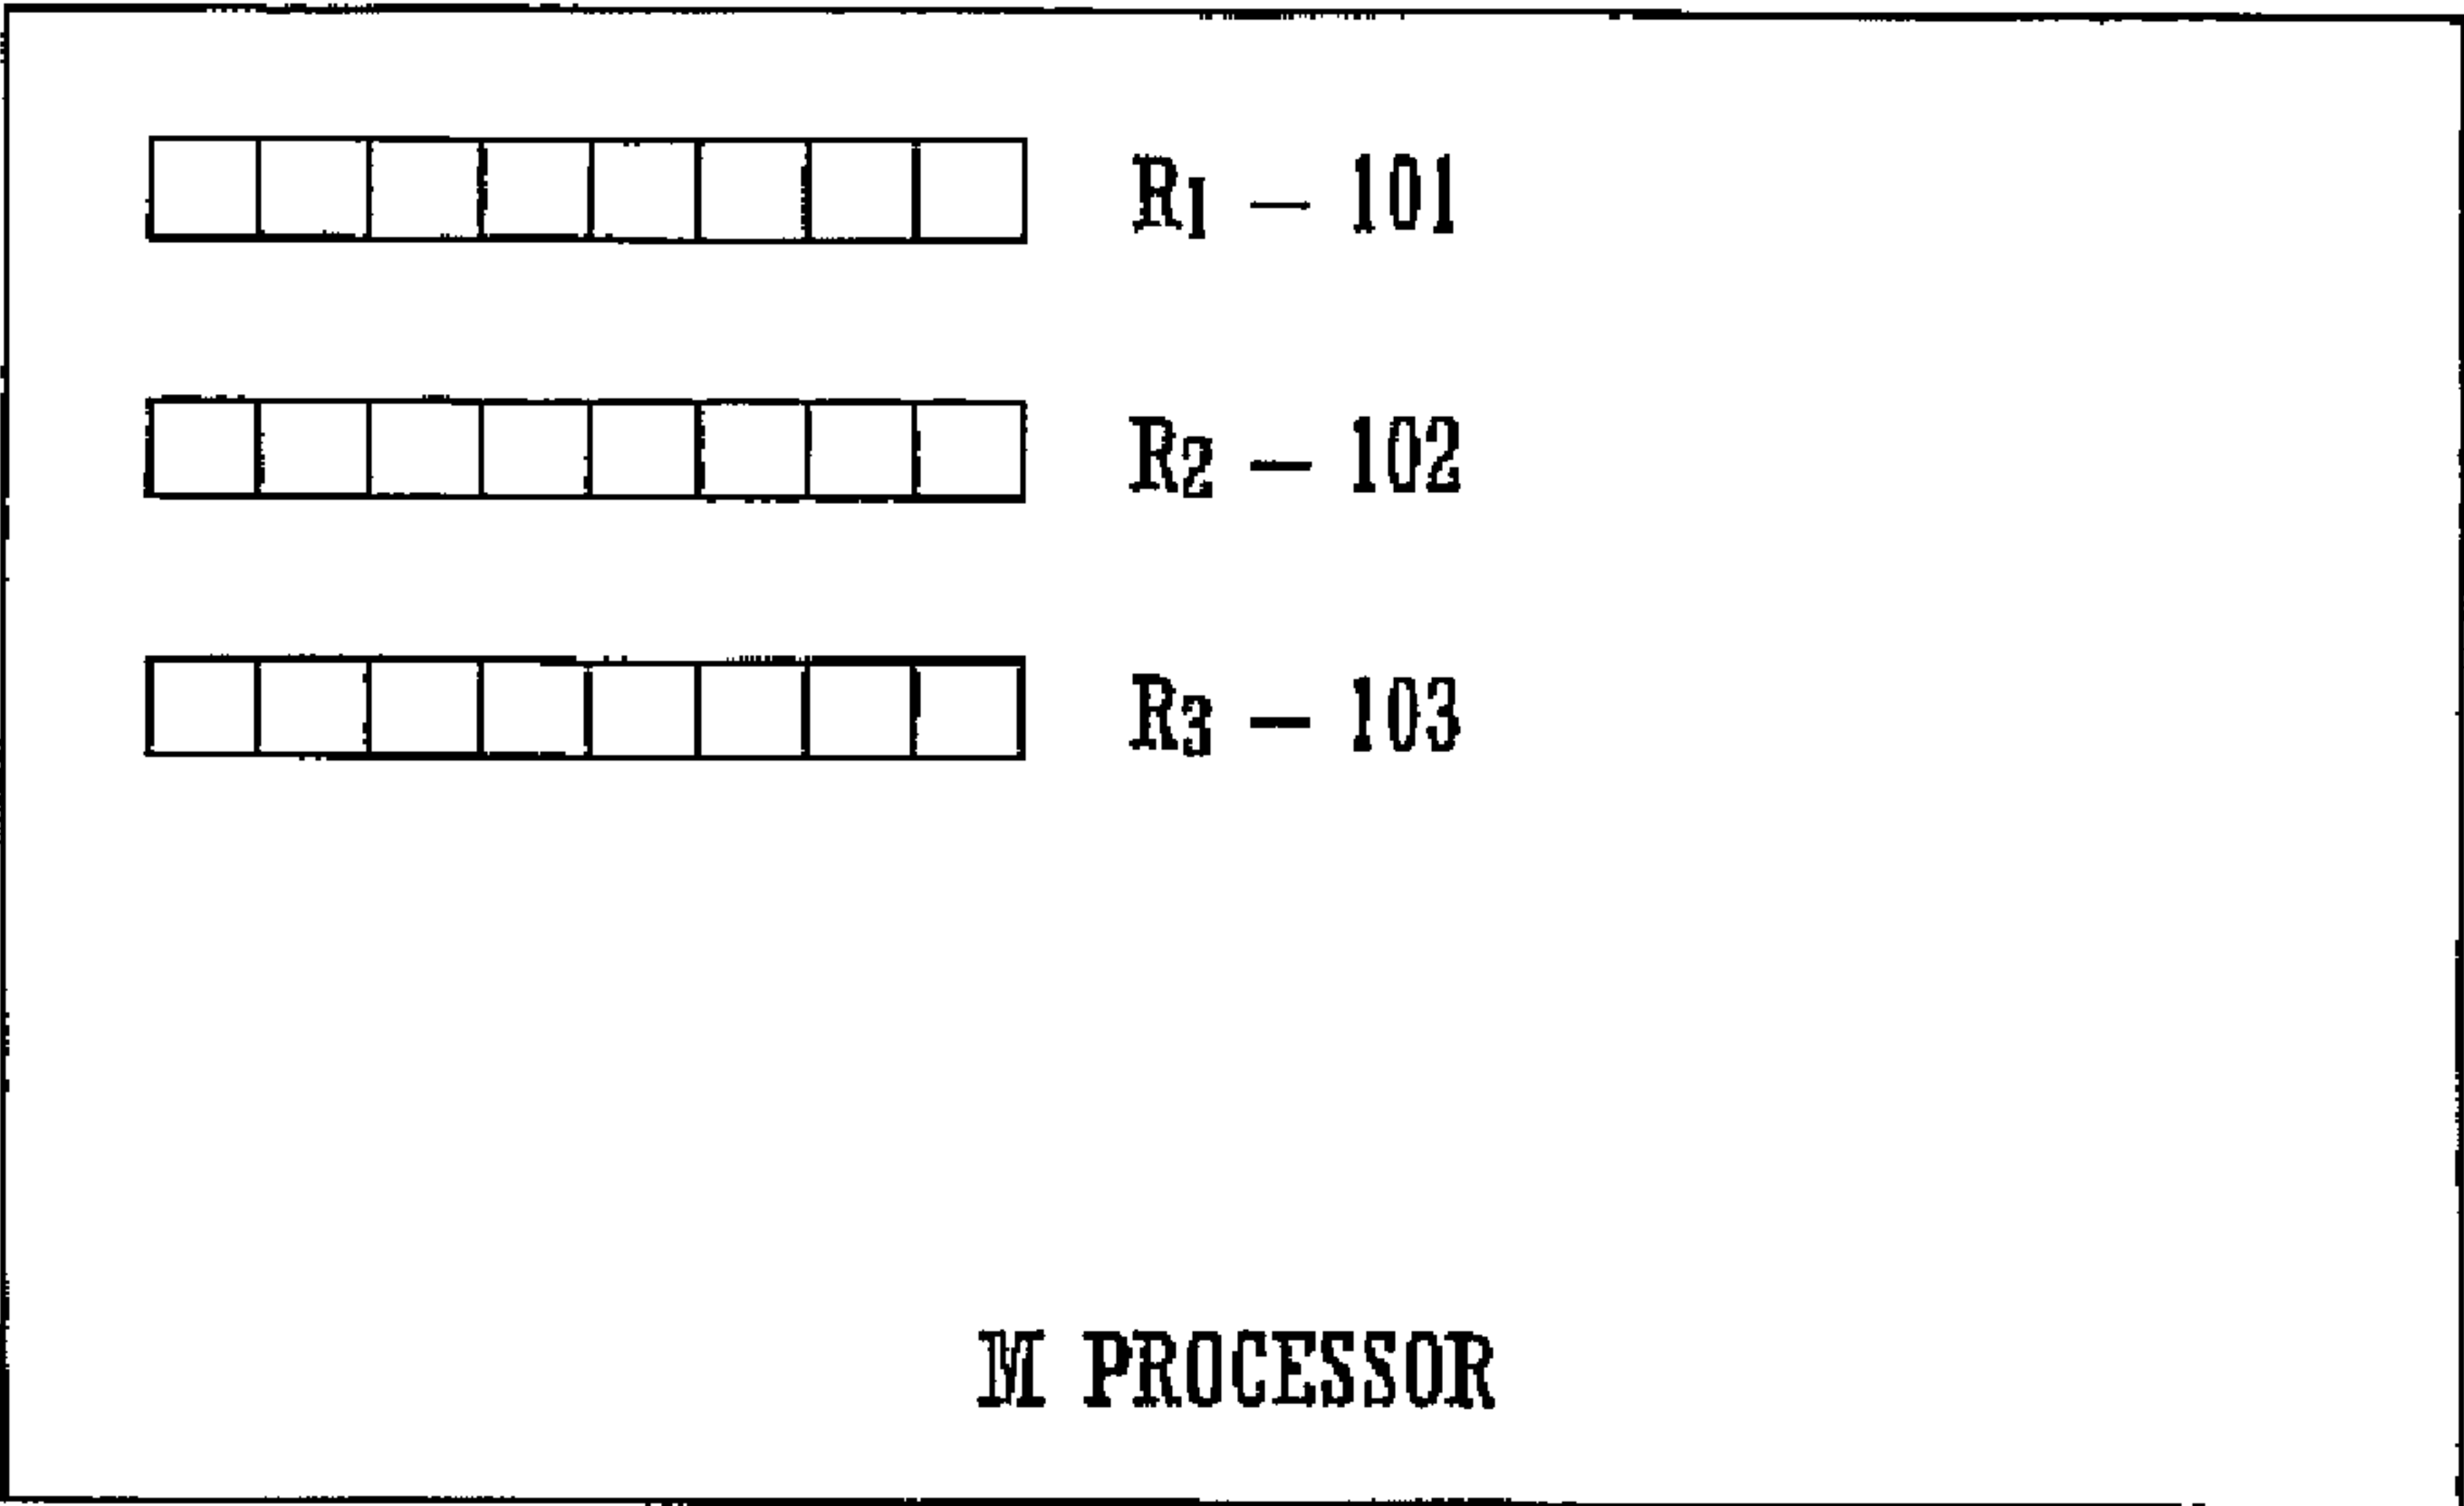 R1 — 101
R2 — 102
R3 — 103
M PROCESSOR